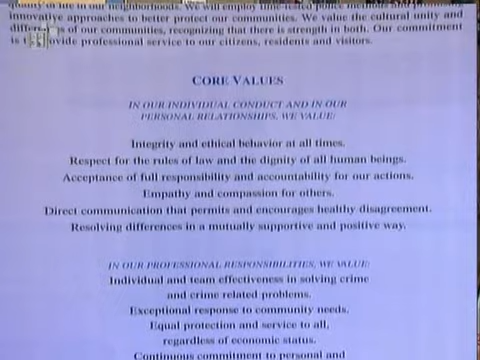 innovative approaches to better protect our communities. We value the cultural unity and
of our communities, recognizing that there is strength in both. Our commitment
is ovide professional service to our citizens, residents and visitors.
CORE VALUES
IN OUR INDIVIDUAL CONDUCT AND IN OUR
PERSONAL RELATIONSHIPS, WE VALUE:
Integrity and ethical behavior at all times.
Respect for the rules of law and the dignity of all human beings.
Acceptance of full responsibility and accountability for our actions.
Empathy and compassion for others.
Direct communication that permits and encourages healthy disagreement.
Resolving differences in a mutually supportive and positive way.
IN OUR PROFESSIONAL RESPONSIBILITIES, WE VALUE:
Individual and team effectiveness in solving crime
and crime related problems.
Exceptional response to community needs.
Equal protection and service to all,
regardless of economic status.
Continuous commitment to personal and